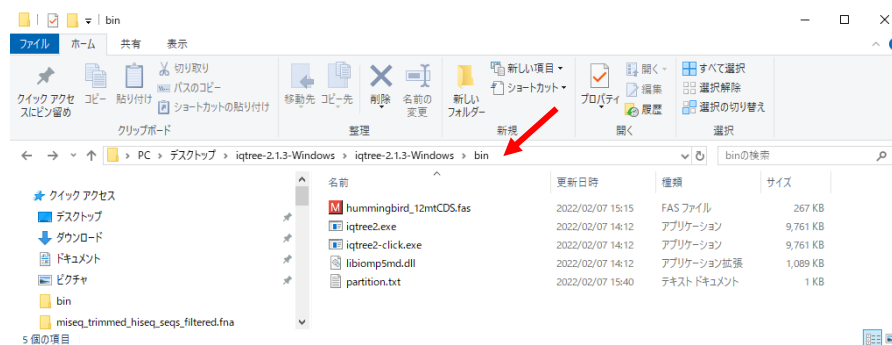 bin
ファイル ホーム 共有 表示
クイック アクセスにピン留め
コピー
貼り付け
切り取り
パスのコピー
ショートカットの貼り付け
クリップボード
移動先
コピー先
削除
名前の変更
整理
新しいフォルダー
新しい項目
ショートカット
新規
プロパティ
開く
編集
履歴
開く
すべて選択
選択解除
選択の切り替え
選択
PC > デスクトップ > iqtree-2.1.3-Windows > iqtree-2.1.3-Windows > bin
binの検索
クイック アクセス
デスクトップ
ダウンロード
ドキュメント
ピクチャ
bin
miseq_trimmed_hiseq_seqs_filtered.fna
名前 更新日時 種類 サイズ
hummingbird_12mtCDS.fas 2022/02/07 15:15 FAS ファイル 267 KB
iqtree2.exe 2022/02/07 14:12 アプリケーション 9,761 KB
iqtree2-click.exe 2022/02/07 14:12 アプリケーション 9,761 KB
libiomp5md.dll 2022/02/07 14:12 アプリケーション拡張 1,089 KB
partition.txt 2022/02/07 15:40 テキスト ドキュメント 1 KB
5 個の項目